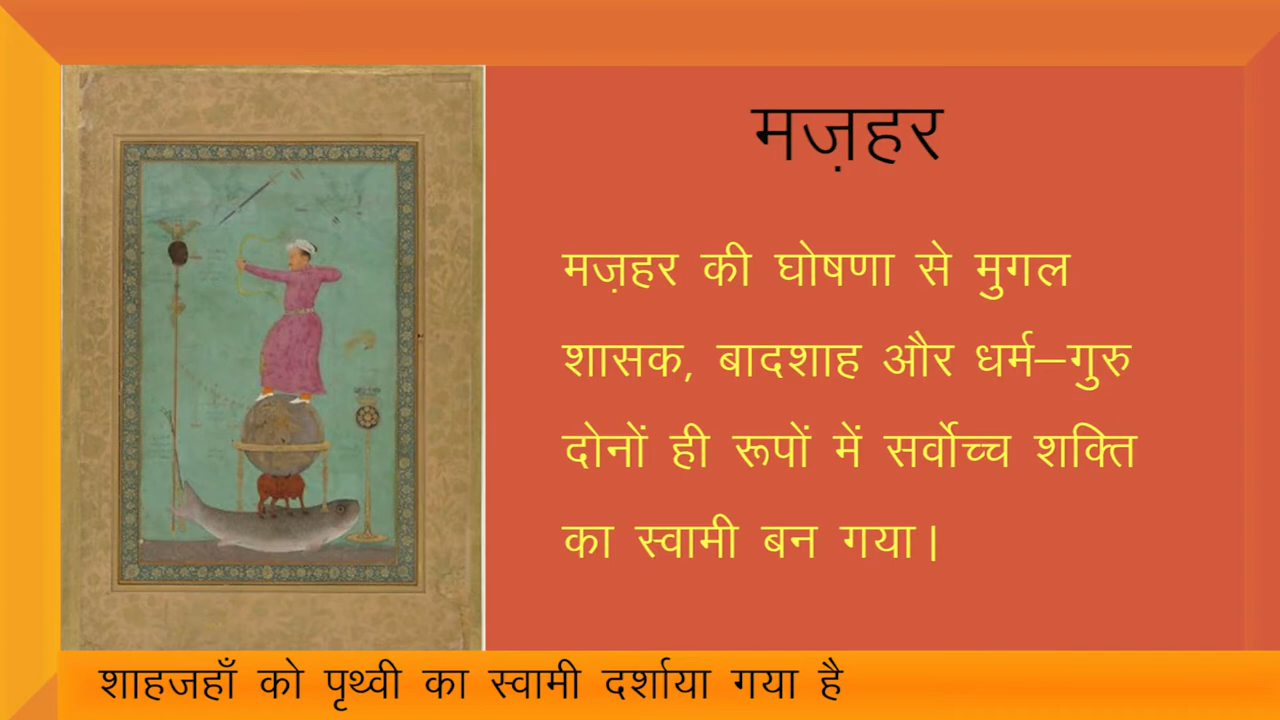 मज़हर
मज़हर की घोषणा से मुगल
शासक, बादशाह और धर्म–गुरु
दोनों ही रूपों में सर्वोच्च शक्ति
का स्वामी बन गया।
शाहजहाँ को पृथ्वी का स्वामी दर्शाया गया है